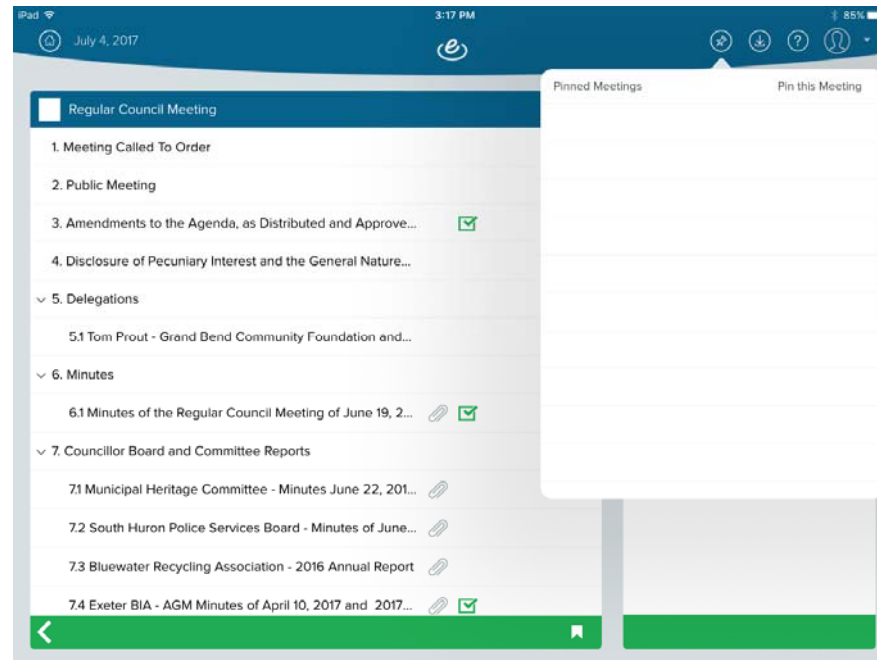 iPad 3:17 PM 85%
July 4, 2017
e
Pinned Meetings Pin this Meeting
Regular Council Meeting
1. Meeting Called To Order
2. Public Meeting
3. Amendments to the Agenda, as Distributed and Approve...
4. Disclosure of Pecuniary Interest and the General Nature...
5. Delegations
5.1 Tom Prout - Grand Bend Community Foundation and...
6. Minutes
6.1 Minutes of the Regular Council Meeting of June 19, 2...
7. Councillor Board and Committee Reports
7.1 Municipal Heritage Committee - Minutes June 22, 201...
7.2 South Huron Police Services Board - Minutes of June...
7.3 Bluewater Recycling Association - 2016 Annual Report
7.4 Exeter BIA - AGM Minutes of April 10, 2017 and 2017...